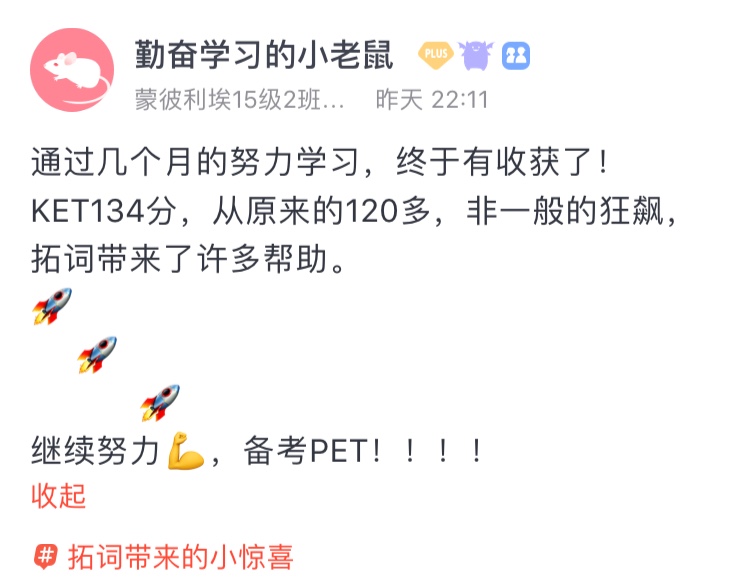 勤奋学习的小老鼠 PLUS
蒙彼利埃15级2班... 昨天 22:11
通过几个月的努力学习，终于有收获了！
KET134分，从原来的120多，非一般的狂飙，
拓词带来了许多帮助。
🚀
🚀
🚀
继续努力💪，备考PET！！！！
收起
# 拓词带来的小惊喜